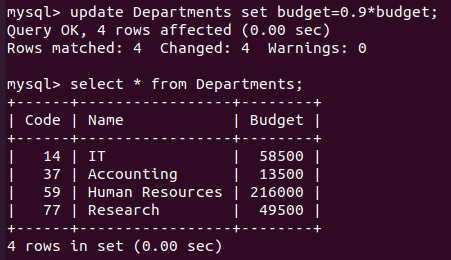 mysql> update Departments set budget=0.9*budget;
Query OK, 4 rows affected (0.00 sec)
Rows matched: 4  Changed: 4  Warnings: 0

mysql> select * from Departments;
+------+-----------------+--------+
| Code | Name            | Budget |
+------+-----------------+--------+
|   14 | IT              |  58500 |
|   37 | Accounting      |  13500 |
|   59 | Human Resources | 216000 |
|   77 | Research        |  49500 |
+------+-----------------+--------+
4 rows in set (0.00 sec)